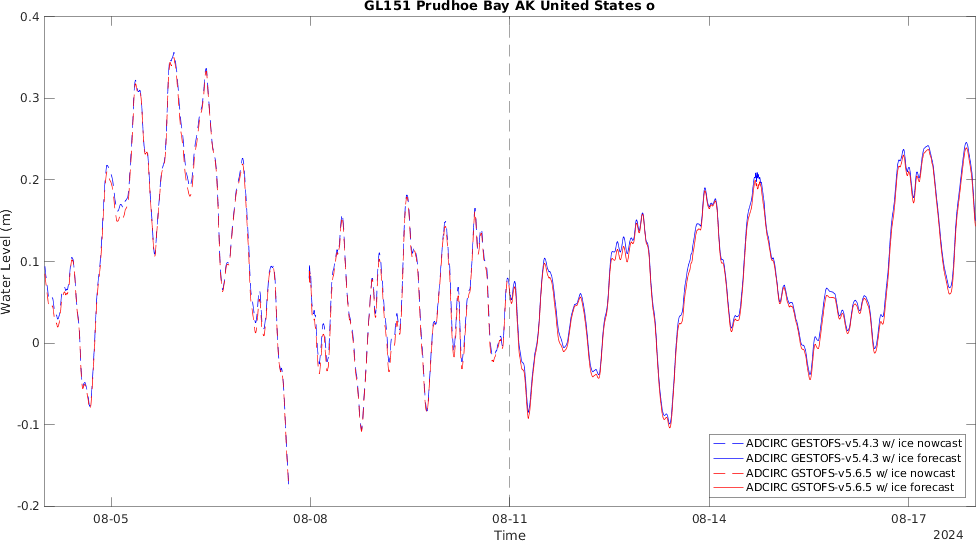 GL151 Prudhoe Bay AK United States o
0.4
0.3
0.2
0.1
0
-0.1
-0.2
Water Level (m)
ADCIRC GESTOFS-v5.4.3 w/ ice nowcast
ADCIRC GESTOFS-v5.4.3 w/ ice forecast
ADCIRC GSTOFS-v5.6.5 w/ ice nowcast
ADCIRC GSTOFS-v5.6.5 w/ ice forecast
08-05 08-08 08-11 08-14 08-17
Time
2024